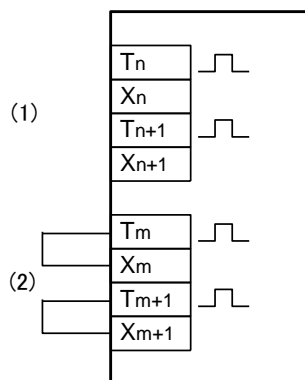 (1)
Tn
Xn
Tn+1
Xn+1
(2)
Tm
Xm
Tm+1
Xm+1